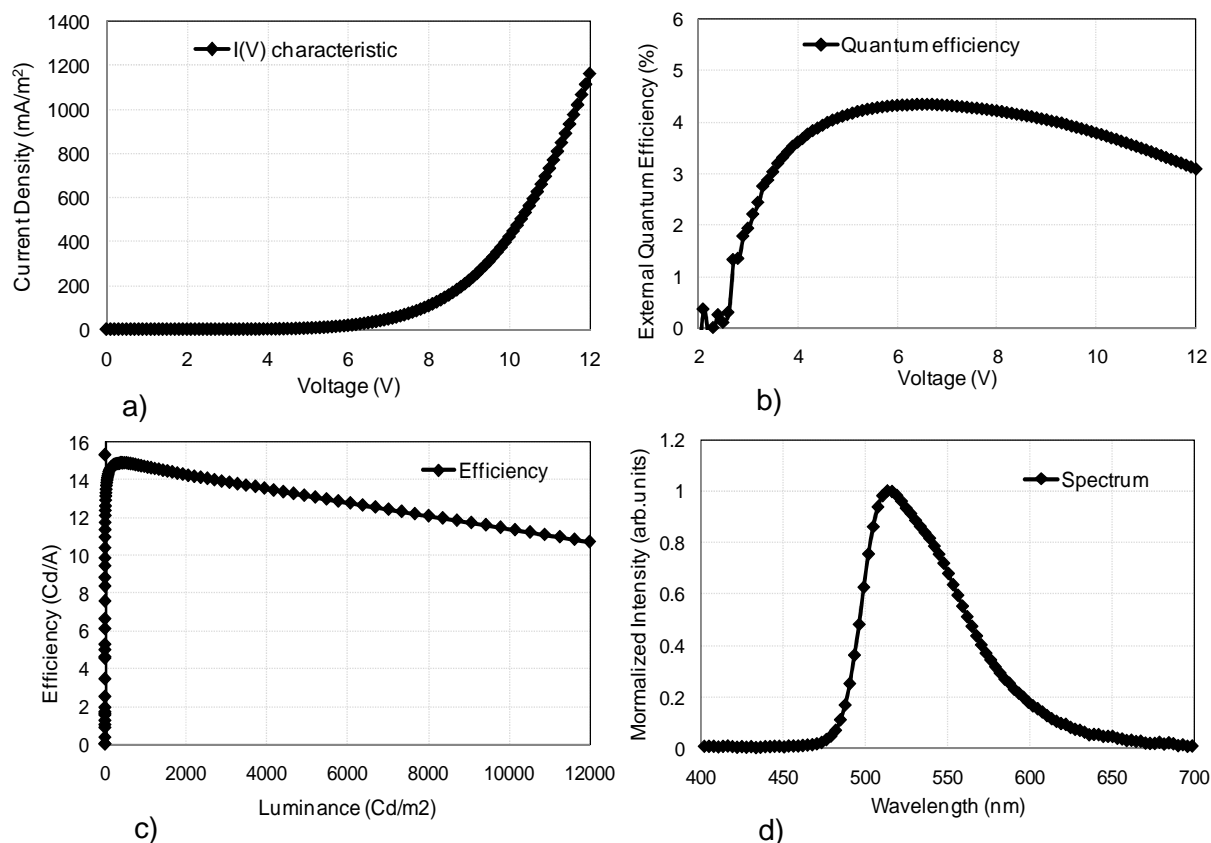 1400
1200
1000
800
600
400
200
0
Current Density (mA/m²)
I(V) characteristic
0 2 4 6 8 10 12
Voltage (V)
a)
6
5
4
3
2
1
0
External Quantum Efficiency (%)
Quantum efficiency
2 4 6 8 10 12
Voltage (V)
b)
16
14
12
10
8
6
4
2
0
Efficiency (Cd/A)
Efficiency
0 2000 4000 6000 8000 10000 12000
Luminance (Cd/m2)
c)
1.2
1
0.8
0.6
0.4
0.2
0
Mormalized Intensity (arb.units)
Spectrum
400 450 500 550 600 650 700
Wavelength (nm)
d)